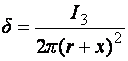 δ = I₃ / 2π(r + x)²